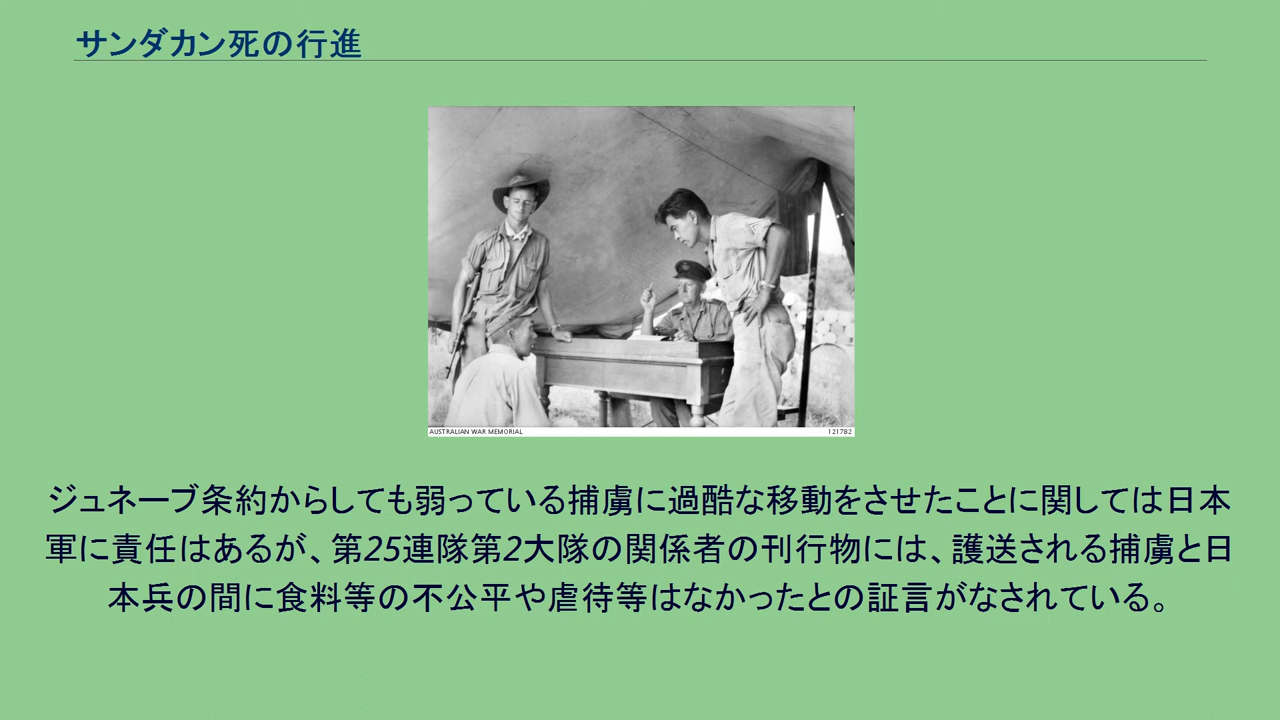 サンダカン死の行進
AUSTRALIAN WAR MEMORIAL
121782
ジュネーブ条約からしても弱っている捕虜に過酷な移動をさせたことに関しては日本
軍に責任はあるが、第25連隊第2大隊の関係者の刊行物には、護送される捕虜と日
本兵の間に食料等の不公平や虐待等はなかったとの証言がなされている。